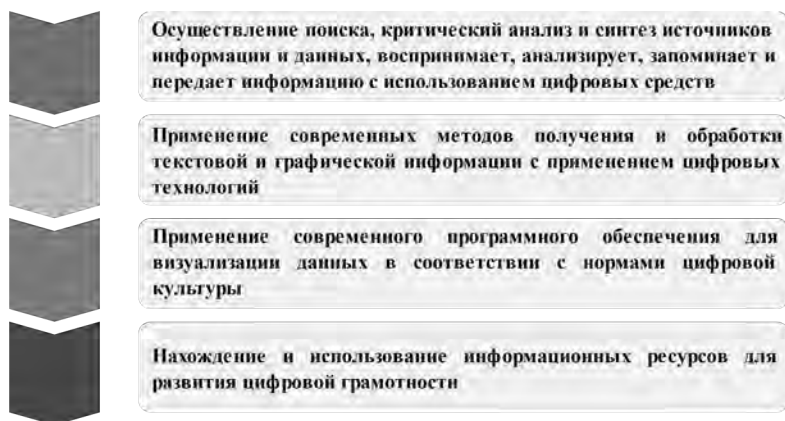 Осуществление поиска, критический анализ и синтез источников
информации и данных, воспринимает, анализирует, запоминает и
передает информацию с использованием цифровых средств
Применение современных методов получения и обработки
текстовой и графической информации с применением цифровых
технологий
Применение современного программного обеспечения для
визуализации данных в соответствии с нормами цифровой
культуры
Нахождение и использование информационных ресурсов для
развития цифровой грамотности